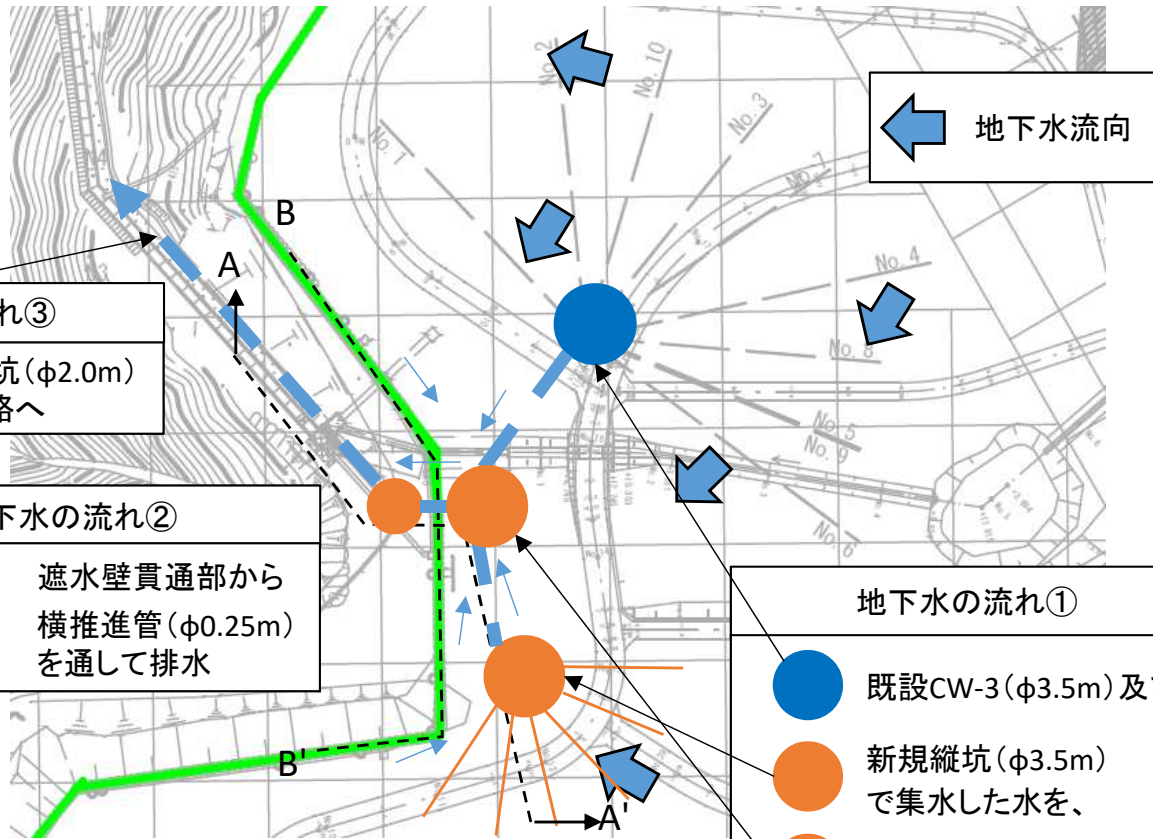 No. 2
No. 10
No. 3
No. 1
地下水流向
B
A
No. 4
れ③
坑(φ2.0m)
路へ
No. 8
No. 5
No. 9
No. 6
下水の流れ②
遮水壁貫通部から
横推進管(φ0.25m)
を通して排水
地下水の流れ①
既設CW-3(φ3.5m)及
新規縦坑(φ3.5m)
で集水した水を、
B'
A'